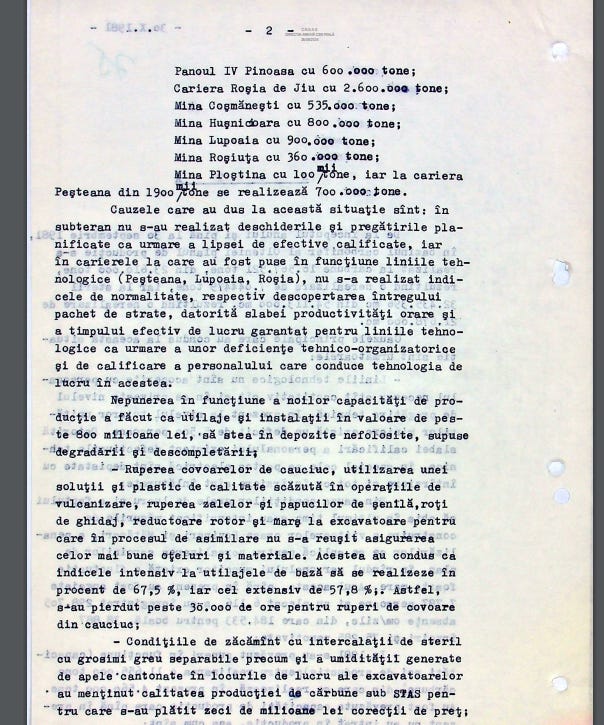 - 2 -
Panoul IV Pinoasa cu 600.000 tone;
Cariera Roşia de Jiu cu 2.600.000 tone;
Mina Coşmăneşti cu 535.000 tone;
Mina Huşnicoara cu 800.000 tone;
Mina Lupoaia cu 900.000 tone;
Mina Roşiuţa cu 360.000 tone;
Mina Ploştina cu 100 mii/tone, iar la cariera
Peşteana din 1900 mii/tone se realizează 700.000 tone.
Cauzele care au dus la această situaţie sînt: în
subteran nu s-au realizat deschiderile şi pregătirile pla-
nificate ca urmare a lipsei de efective calificate, iar
în carierele la care au fost puse în funcţiune liniile teh-
nologice (Peşteana, Lupoaia, Roşia), nu s-a realizat indi-
cele de normalitate, respectiv descopertarea întregului
pachet de strate, datorită slabei productivităţi orare şi
a timpului efectiv de lucru garantat pentru liniile tehno-
logice ca urmare a unor deficienţe tehnico-organizatorice
şi de calificare a personalului care conduce tehnologia de
lucru în acestea.
Nepunerea în funcţiune a noilor capacităţi de pro-
ducţie a făcut ca utilaje şi instalaţii în valoare de pes-
te 800 milioane lei, să stea în depozite nefolosite, supuse
degradării şi descompletării;
- Ruperea covoarelor de cauciuc, utilizarea unei
soluţii şi plastic de calitate scăzută în operaţiile de
vulcanizare, ruperea zalelor şi papucilor de şenilă, roţi
de ghidaj, reductoare rotor şi marş la excavatoare pentru
care în procesul de asimilare nu s-a reuşit asigurarea
celor mai bune oţeluri şi materiale. Acestea au condus ca
indicele intensiv la utilajele de bază să se realizeze în
procent de 67,5 %, iar cel extensiv de 57,8 %. Astfel,
s-au pierdut peste 30.000 de ore pentru ruperi de covoare
din cauciuc;
- Condiţiile de zăcămînt cu intercalaţii de steril
cu grosimi greu separabile precum şi a umidităţii generate
de apele cantonate în locurile de lucru ale excavatoarelor
au menţinut calitatea producţiei de cărbune sub STAS pen-
tru care s-au plătit zeci de milioane lei corecţii de preţ;